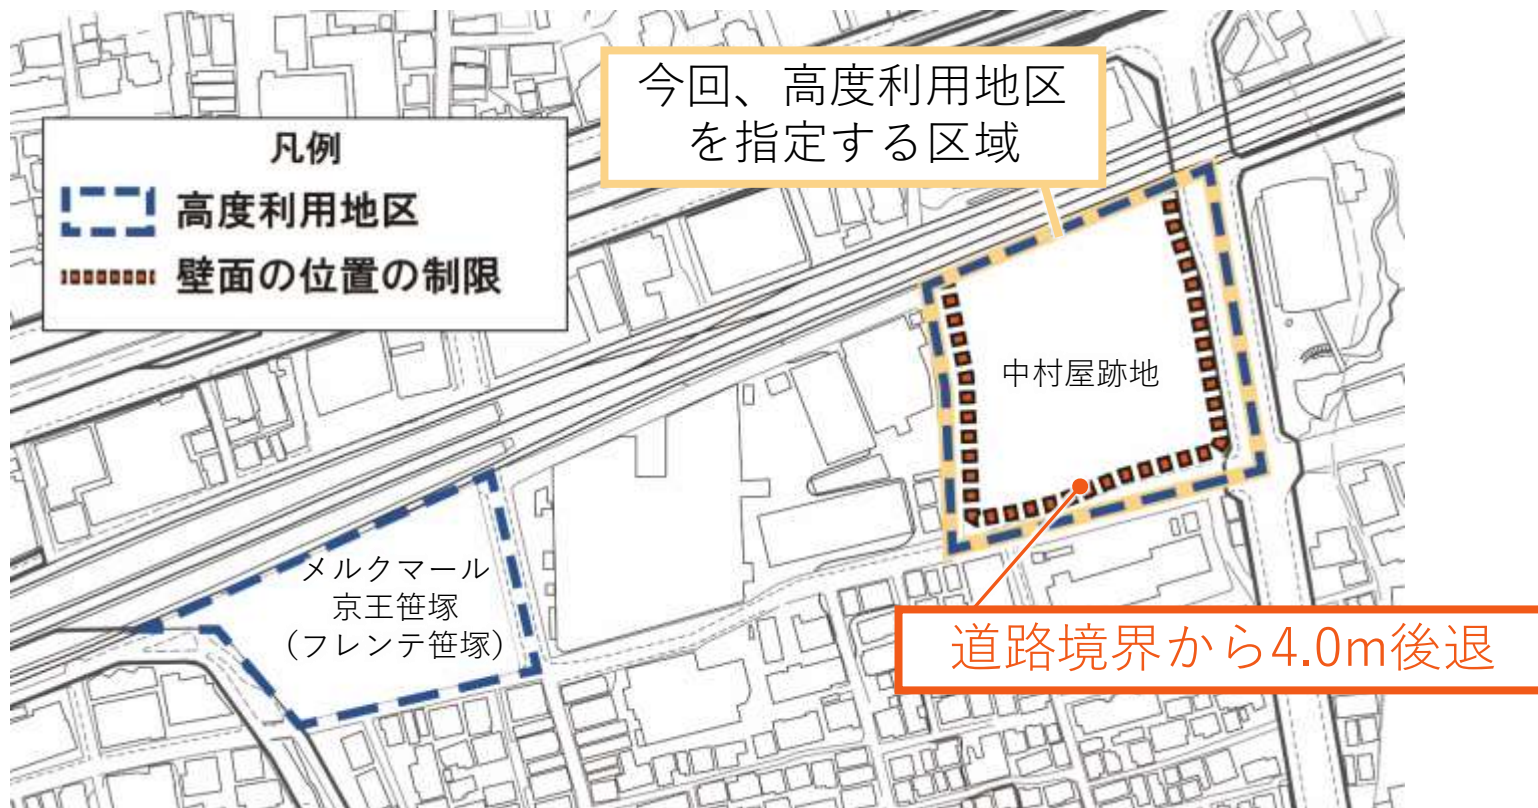 今回、高度利用地区
を指定する区域
凡例
高度利用地区
壁面の位置の制限
中村屋跡地
メルクマール
京王笹塚
（フレンテ笹塚）
道路境界から4.0m後退